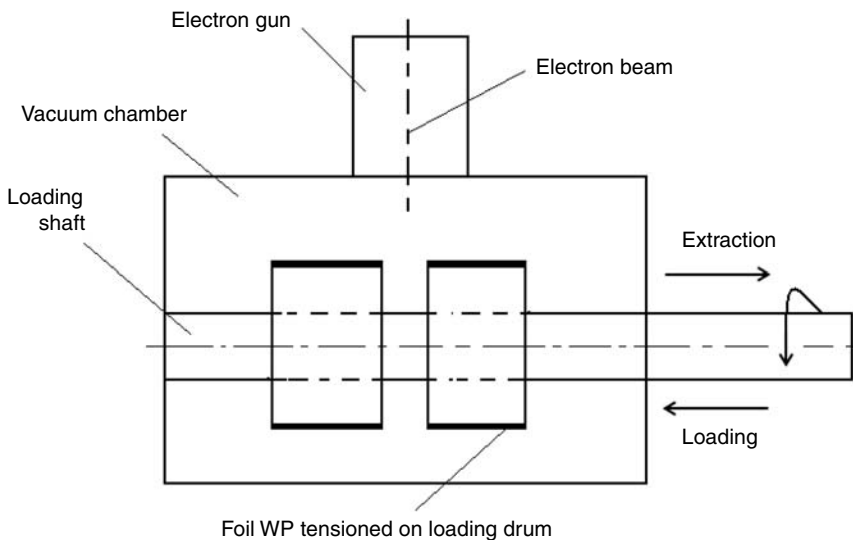 Electron gun
Electron beam
Vacuum chamber
Loading
shaft
Extraction
Loading
Foil WP tensioned on loading drum